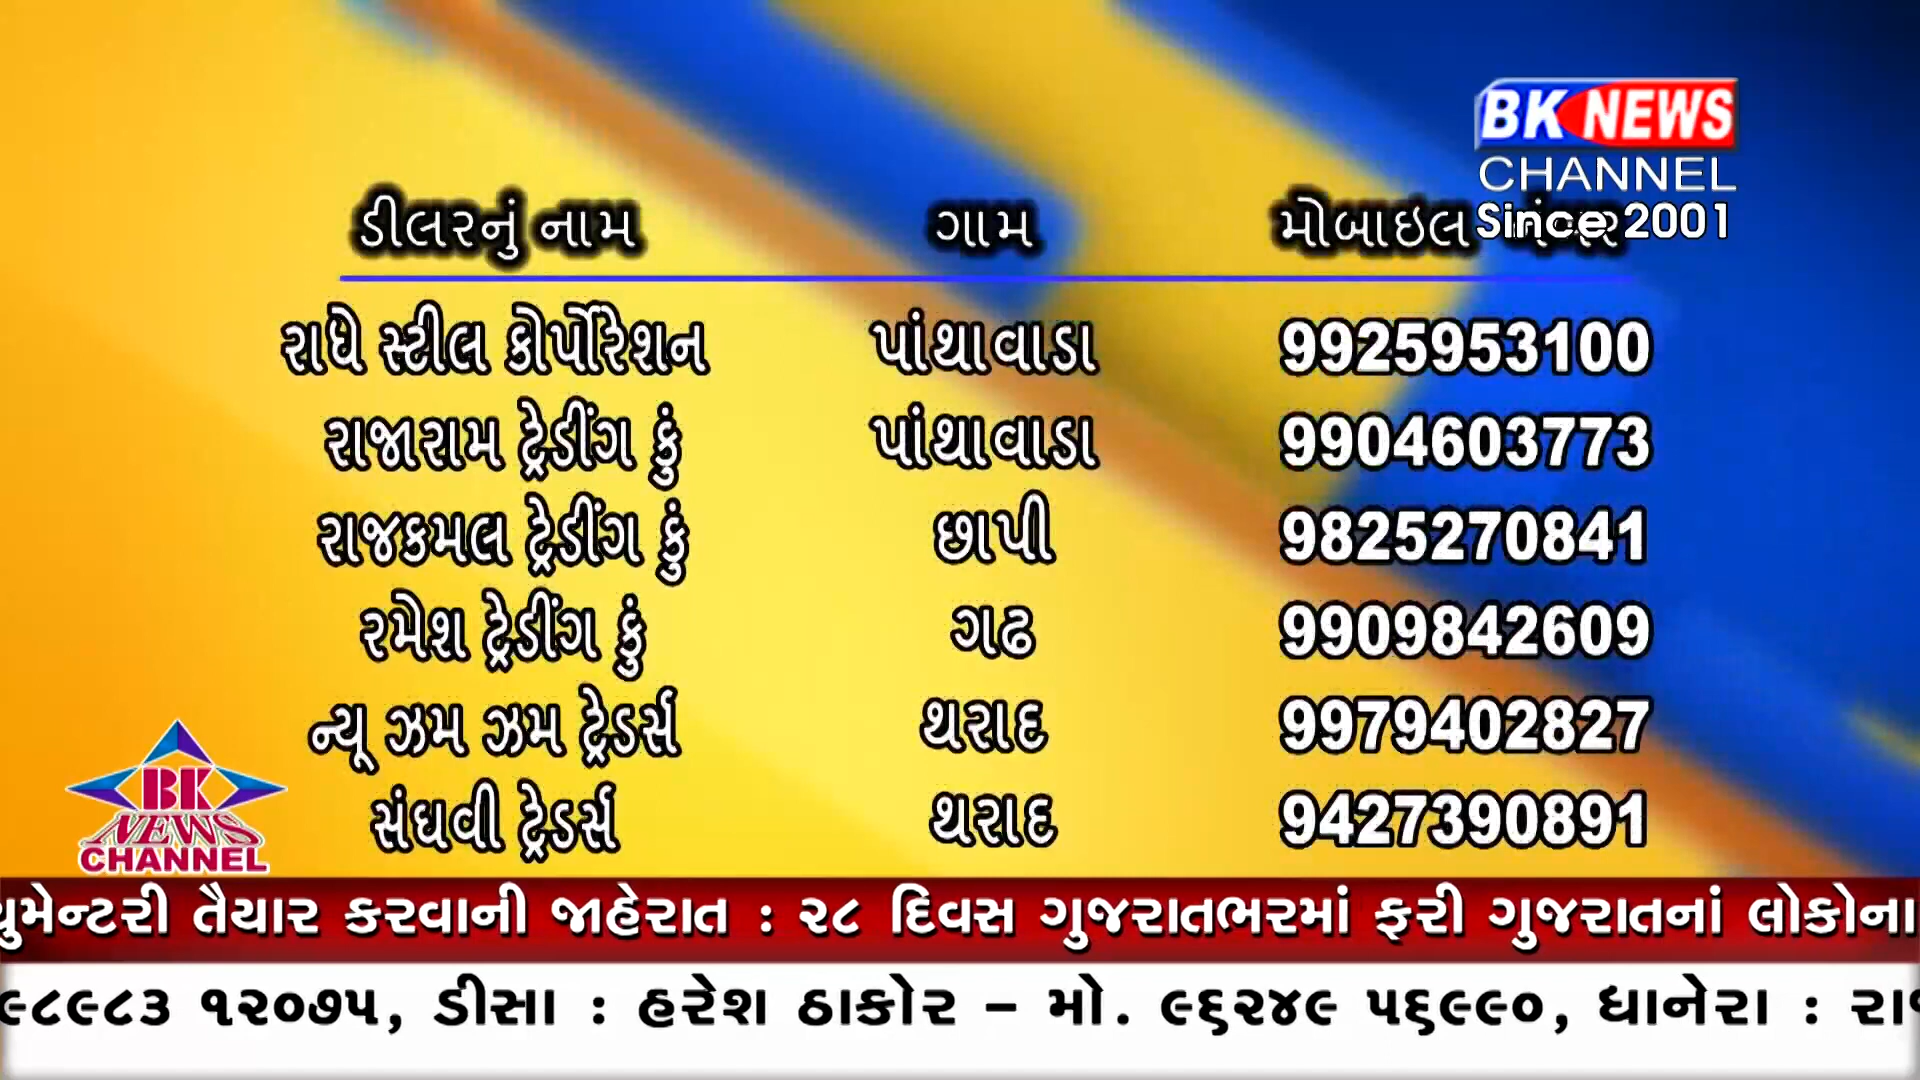 BK NEWS
CHANNEL
Since 2001
ડીલરનું નામ ગામ મોબાઇલ
રાધે સ્ટીલ કોર્પોરેશન પાંથાવાડા 9925953100
રાજારામ ટ્રેડીંગ કું પાંથાવાડા 9904603773
રાજકમલ ટ્રેડીંગ કું છાપી 9825270841
રમેશ ટ્રેડીંગ કું ગઢ 9909842609
ન્યૂ ઝમ ઝમ ટ્રેડર્સ થરાદ 9979402827
સંઘવી ટ્રેડર્સ થરાદ 9427390891
BK
NEWS
CHANNEL
તૈયાર કરવાની જાહેરાત : ૨૮ દિવસ ગુજરાતભરમાં ફરી ગુજરાતનાં લોકોના
૯૮૯૮૩ ૧૨૦૭૫, ડીસા : હરેશ ઠાકોર – મો. ૯૬૨૪૯ ૫૬૯૯૦, ધાનેરા :